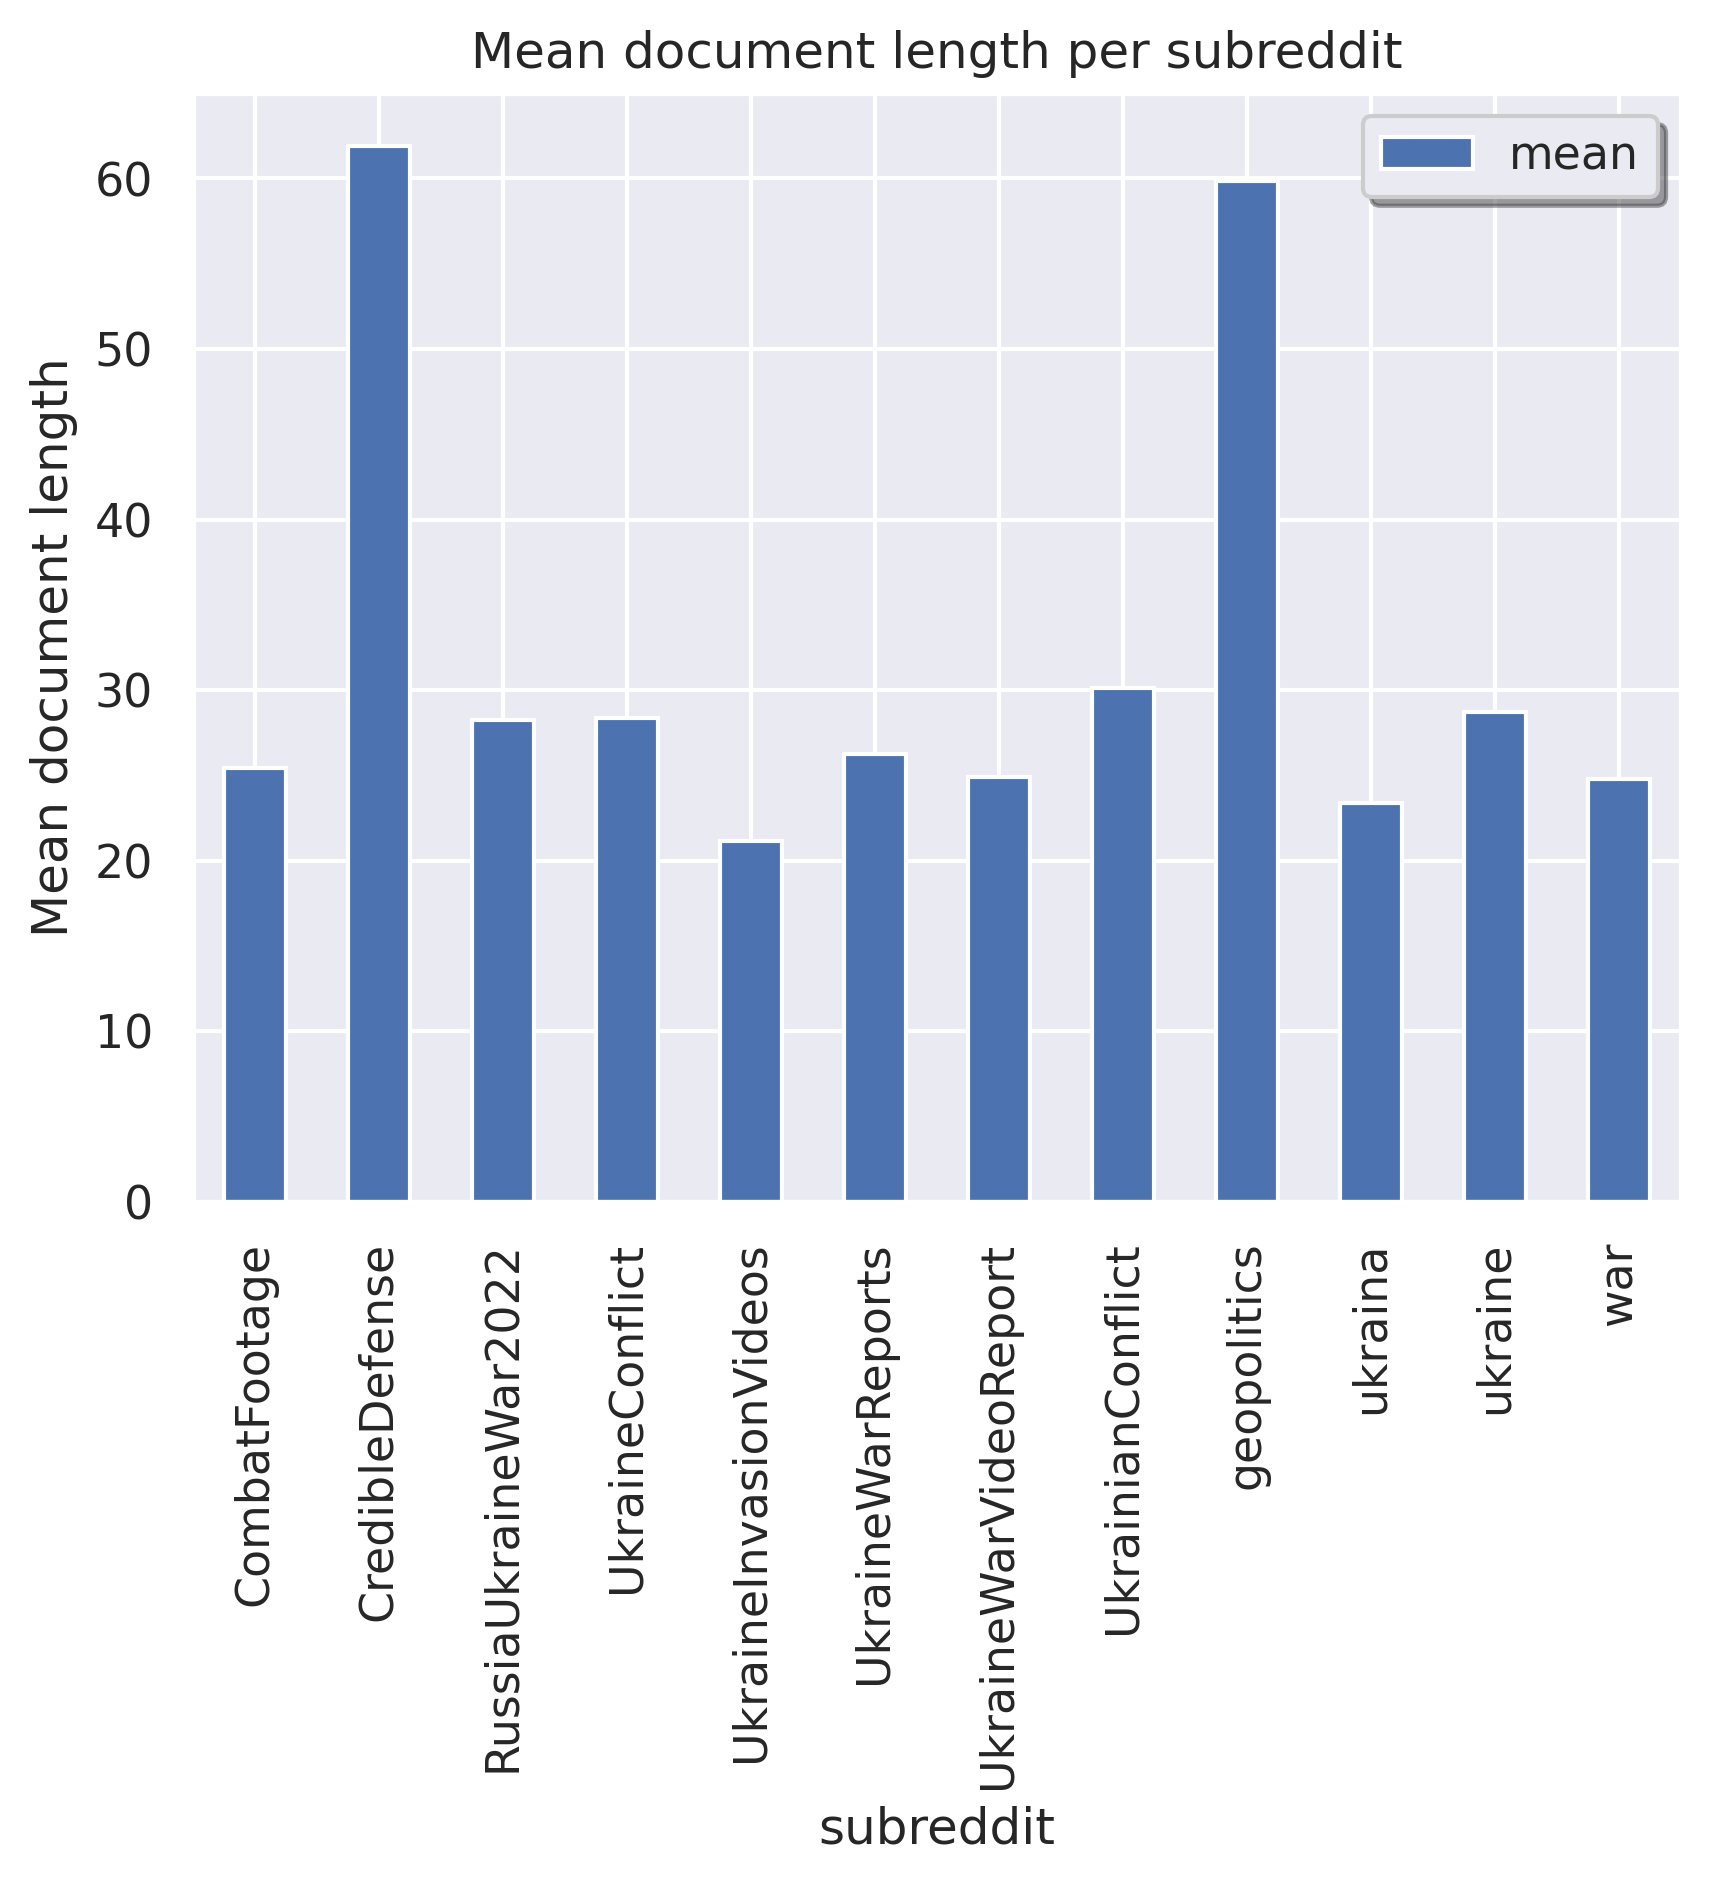 Mean document length per subreddit
mean
Mean document length
60
50
40
30
20
10
0
CombatFootage
CredibleDefense
RussiaUkraineWar2022
UkraineConflict
UkraineInvasionVideos
UkraineWarReports
UkraineWarVideoReport
UkrainianConflict
geopolitics
ukraina
ukraine
war
subreddit